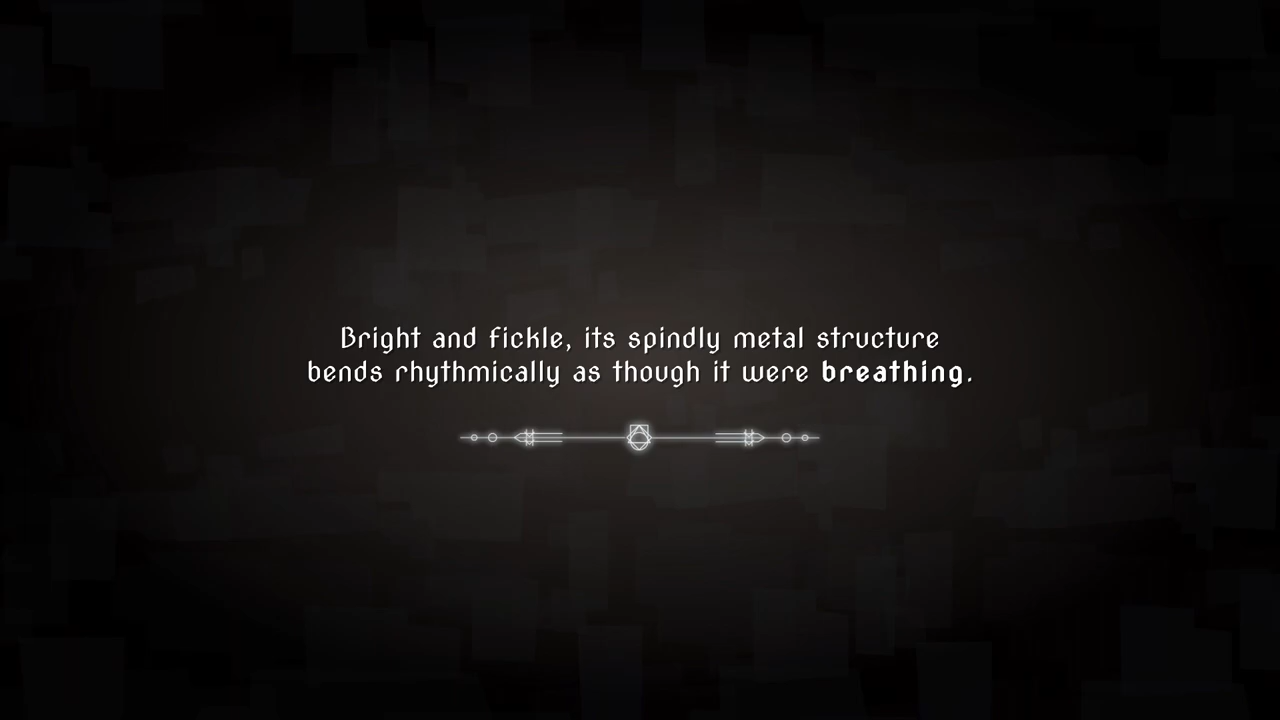 Bright and fickle, its spindly metal structure
bends rhythmically as though it were breathing.